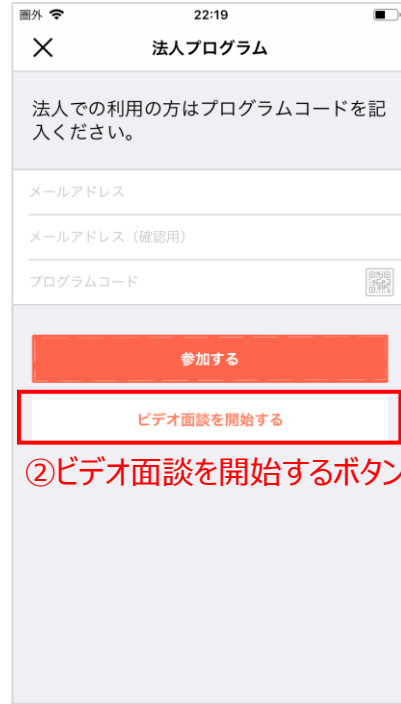 圏外 22:19
法人プログラム
法人での利用の方はプログラムコードを記
入ください。
メールアドレス
メールアドレス（確認用）
プログラムコード
参加する
ビデオ面談を開始する
②ビデオ面談を開始するボタン